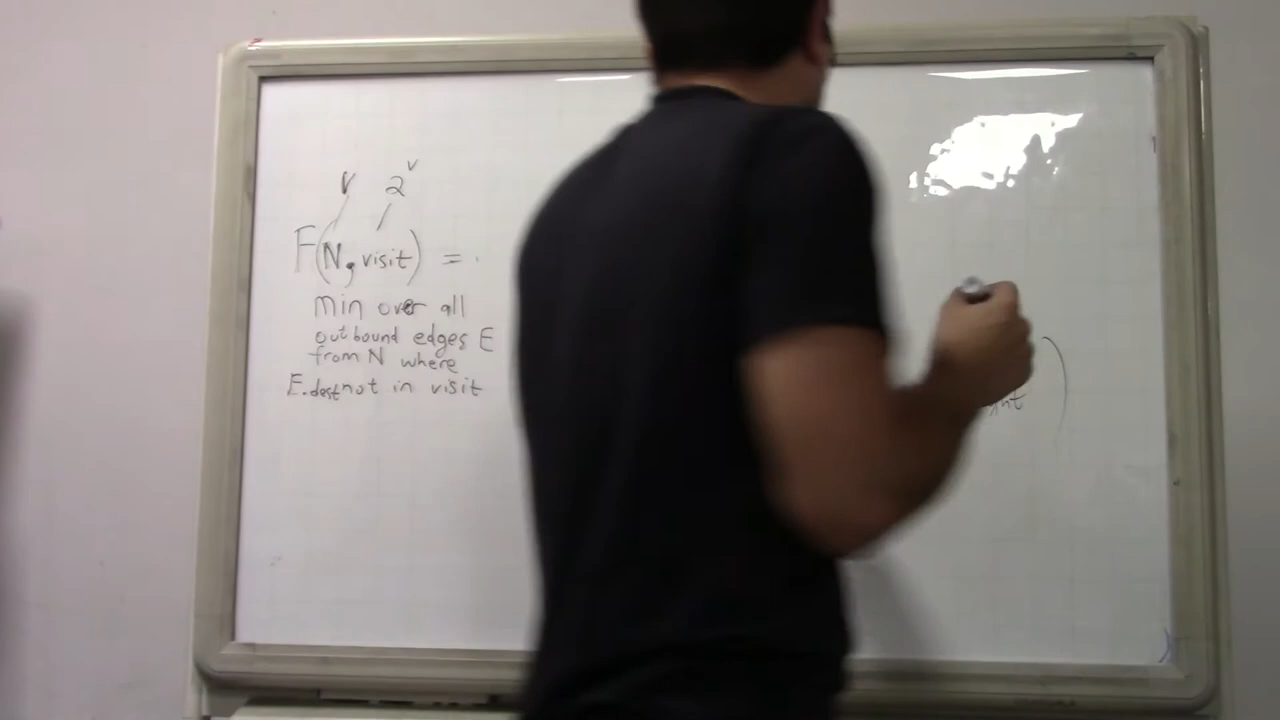 V 2^v
F(N, visit) =
min over all
outbound edges E
from N where
E.dest not in visit
)